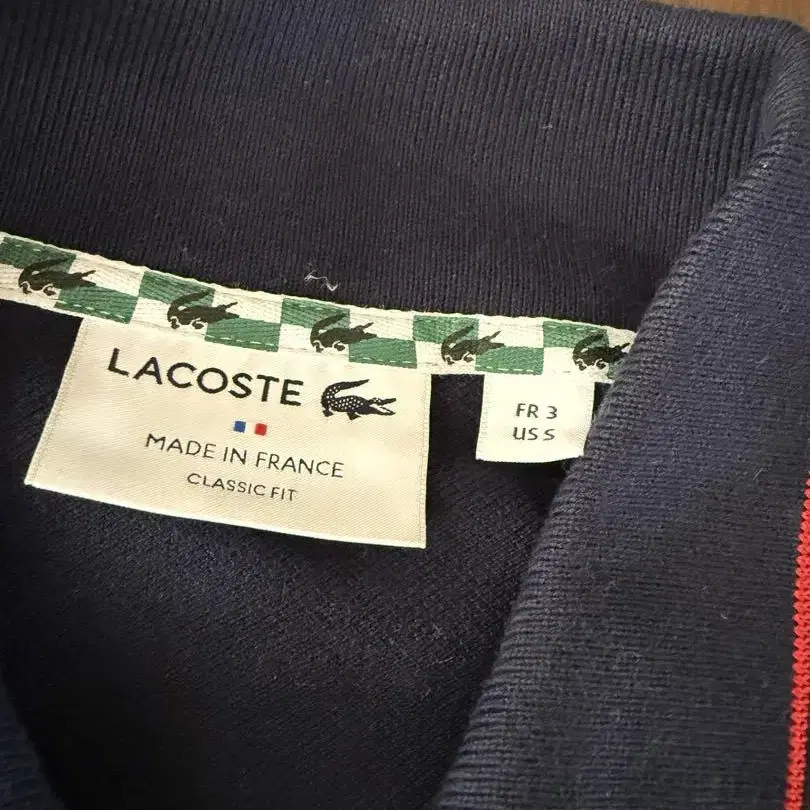 LACOSTE
MADE IN FRANCE
CLASSIC FIT
FR 3
US S